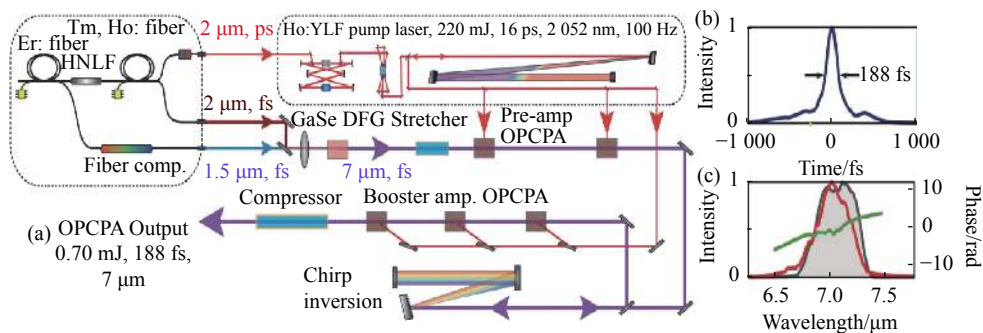 Er: fiber
HNLF
Tm, Ho: fiber
2 μm, ps
Ho:YLF pump laser, 220 mJ, 16 ps, 2 052 nm, 100 Hz
2 μm, fs
GaSe DFG Stretcher
Pre-amp
OPCPA
Fiber comp.
1.5 μm, fs
7 μm, fs
Compressor
Booster amp. OPCPA
(a) OPCPA Output
0.70 mJ, 188 fs,
7 μm
Chirp
inversion
(b)
Intensity
1
0
188 fs
−1 000
0
1 000
Time/fs
(c)
Intensity
1
0
10
0
−10
Phase/rad
6.5
7.0
7.5
Wavelength/μm